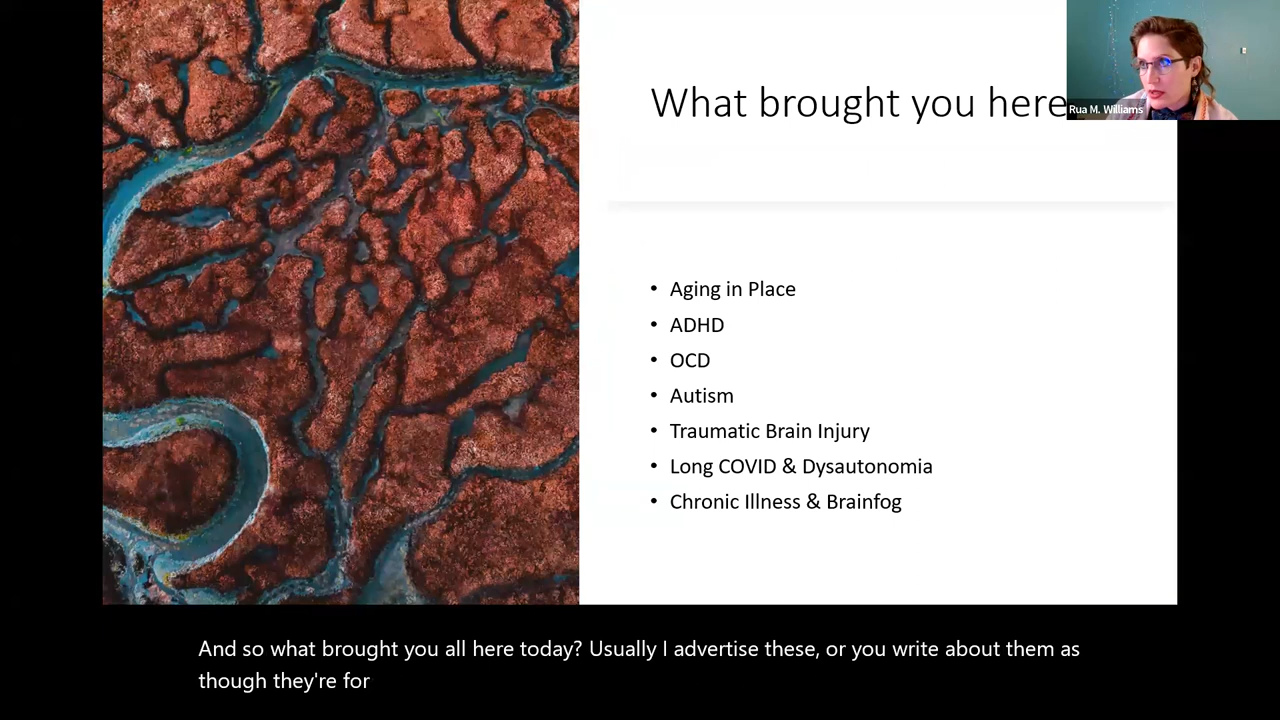 What brought you here
Rua M. Williams
• Aging in Place
• ADHD
• OCD
• Autism
• Traumatic Brain Injury
• Long COVID & Dysautonomia
• Chronic Illness & Brainfog
And so what brought you all here today? Usually I advertise these, or you write about them as
though they're for